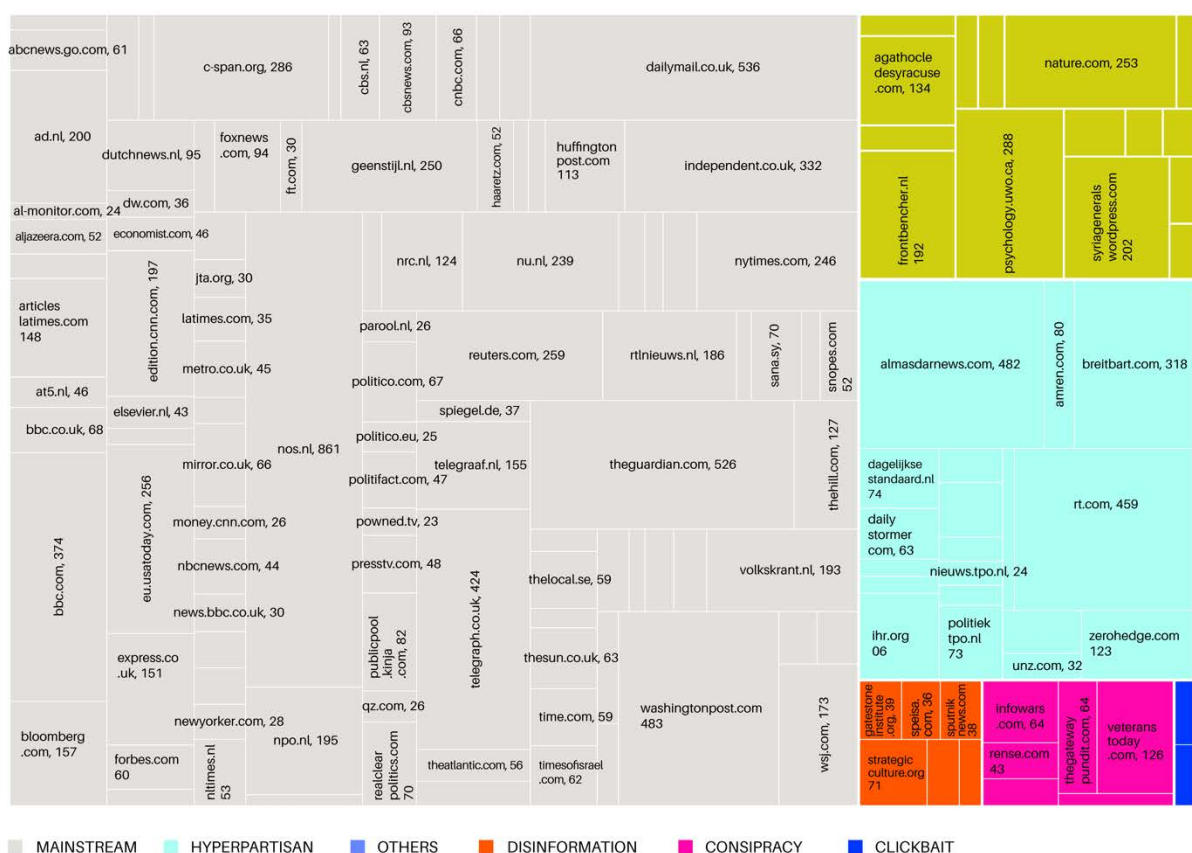 abcnews.go.com, 61
c-span.org, 286
cbs.nl, 63
cbsnews.com, 93
cnbc.com, 66
dailymail.co.uk, 536
ad.nl, 200
dutchnews.nl, 95
foxnews
.com, 94
ft.com, 30
geenstijl.nl, 250
haaretz.com, 52
huffington
post.com
113
independent.co.uk, 332
dw.com, 36
al-monitor.com, 24
aljazeera.com, 52
economist.com, 46
edition.cnn.com, 197
jta.org, 30
nrc.nl, 124
nu.nl, 239
nytimes.com, 246
articles
latimes.com
148
latimes.com, 35
metro.co.uk, 45
parool.nl, 26
politico.com, 67
reuters.com, 259
rtlnieuws.nl, 186
sana.sy, 70
snopes.com
52
at5.nl, 46
elsevier.nl, 43
bbc.co.uk, 68
spiegel.de, 37
nos.nl, 861
politico.eu, 25
telegraaf.nl, 155
theguardian.com, 526
thehill.com, 127
mirror.co.uk, 66
politifact.com, 47
eu.usatoday.com, 256
money.cnn.com, 26
powned.tv, 23
bbc.com, 374
nbcnews.com, 44
presstv.com, 48
telegraph.co.uk, 424
thelocal.se, 59
volkskrant.nl, 193
news.bbc.co.uk, 30
publicpool
.kinja
.com, 82
express.co
.uk, 151
thesun.co.uk, 63
qz.com, 26
washingtonpost.com
483
wsj.com, 173
bloomberg
.com, 157
newyorker.com, 28
npo.nl, 195
time.com, 59
forbes.com
60
nltimes.nl
53
realclear
politics.com
70
theatlantic.com, 56
timesofisrael
.com, 62
agathocle
desyracuse
.com, 134
nature.com, 253
frontbencher.nl
192
psychology.uwo.ca, 288
syriagenerals
wordpress.com
202
almasdarnews.com, 482
amren.com, 80
breitbart.com, 318
dagelijkse
standaard.nl
74
daily
stormer
com, 63
rt.com, 459
nieuws.tpo.nl, 24
ihr.org
06
politiek
tpo.nl
73
unz.com, 32
zerohedge.com
123
gatestone
institute
.org, 39
speisa.
com, 36
sputnik
news.com
38
strategic
culture.org
71
infowars
.com, 64
rense.com
43
thegateway
pundit.com, 64
veterans
today
.com, 126
MAINSTREAM
HYPERPARTISAN
OTHERS
DISINFORMATION
CONSPIRACY
CLICKBAIT